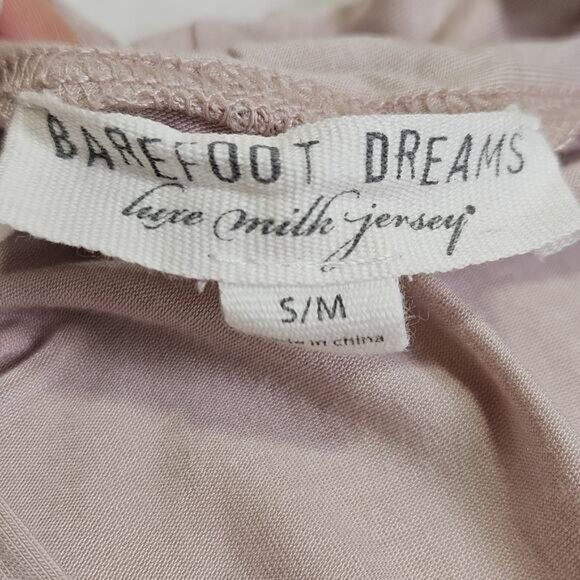 BAREFOOT DREAMS
luxe milk jersey
S/M
in china